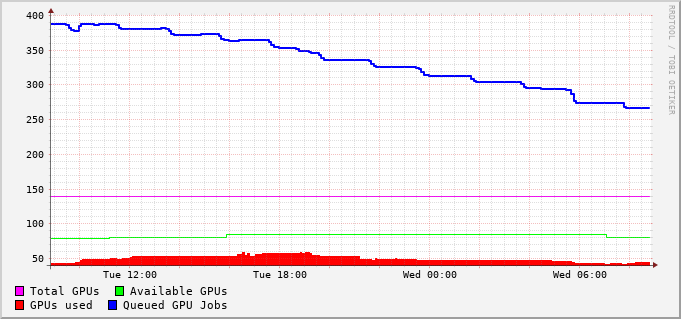 400
350
300
250
200
150
100
50
Tue 12:00 Tue 18:00 Wed 00:00 Wed 06:00
Total GPUs Available GPUs
GPUs used Queued GPU Jobs
RRDTOOL / TOBI OETIKER